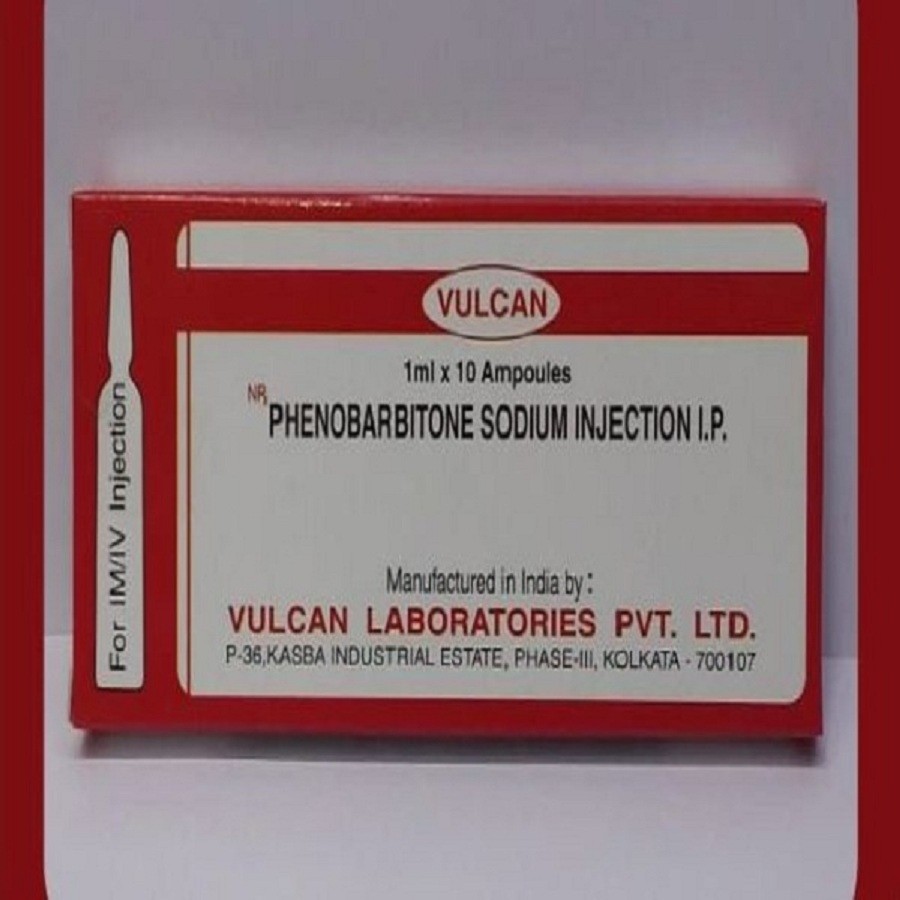 VULCAN
1ml x 10 Ampoules
NRx
PHENOBARBITONE SODIUM INJECTION I.P.
For IM/IV Injection
Manufactured in India by :
VULCAN LABORATORIES PVT. LTD.
P-36,KASBA INDUSTRIAL ESTATE, PHASE-III, KOLKATA - 700107